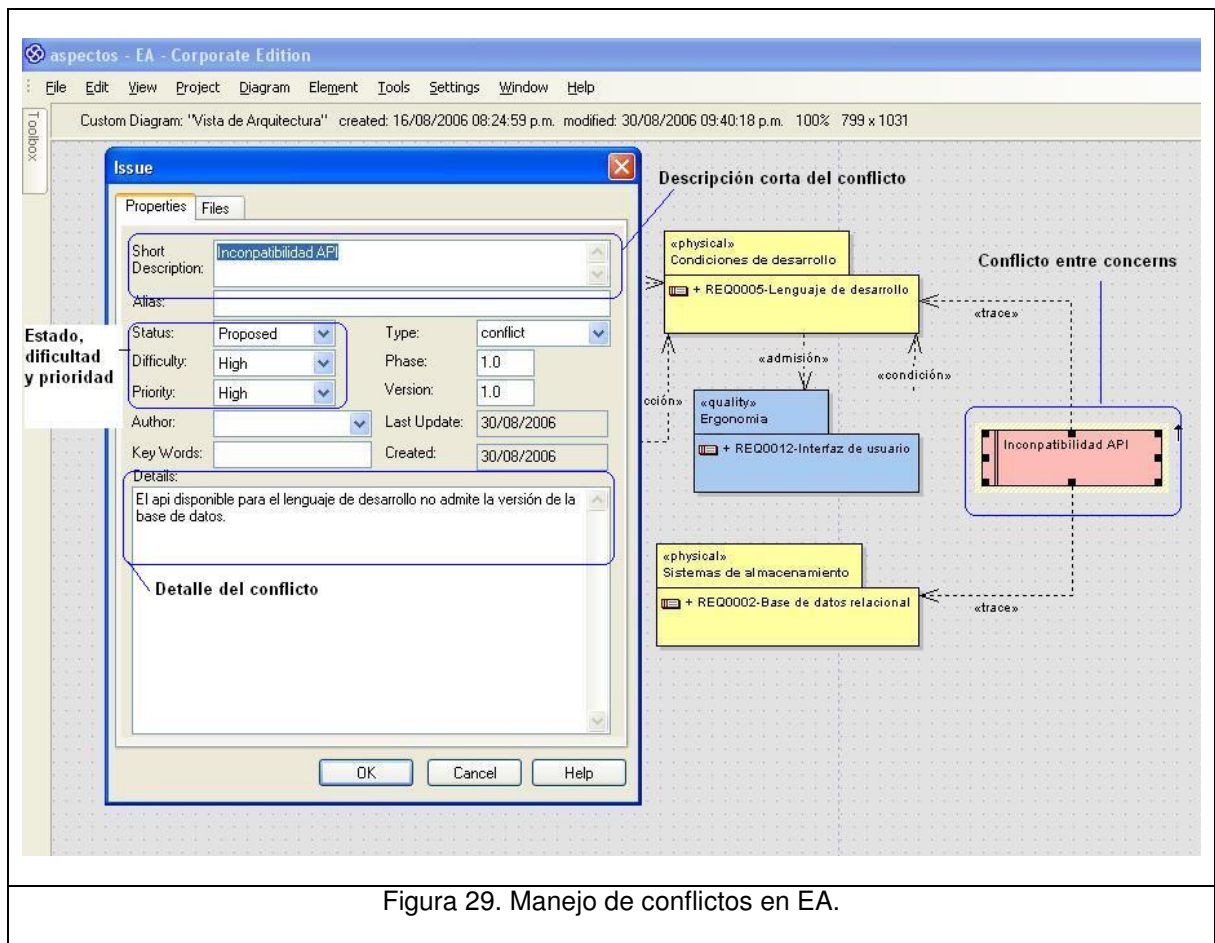 aspectos - EA - Corporate Edition
File Edit View Project Diagram Element Tools Settings Window Help
Toolbox
Custom Diagram: "Vista de Arquitectura" created: 16/08/2006 08:24:59 p.m. modified: 30/08/2006 09:40:18 p.m. 100% 799 x 1031
Issue
Properties Files
Short Description: Inconpatibilidad API
Alias:
Status: Proposed Type: conflict
Difficulty: High Phase: 1.0
Priority: High Version: 1.0
Author: Last Update: 30/08/2006
Key Words: Created: 30/08/2006
Details:
El api disponible para el lenguaje de desarrollo no admite la versión de la
base de datos.
Detalle del conflicto
OK Cancel Help
Estado,
dificultad
y prioridad
Descripción corta del conflicto
«physical»
Condiciones de desarrollo
+ REQ0005-Lenguaje de desarrollo
Conflicto entre concerns
«trace»
«admisión»
«condición»
cción»
«quality»
Ergonomia
+ REQ0012-Interfaz de usuario
Inconpatibilidad API
«physical»
Sistemas de almacenamiento
+ REQ0002-Base de datos relacional
«trace»
Figura 29. Manejo de conflictos en EA.